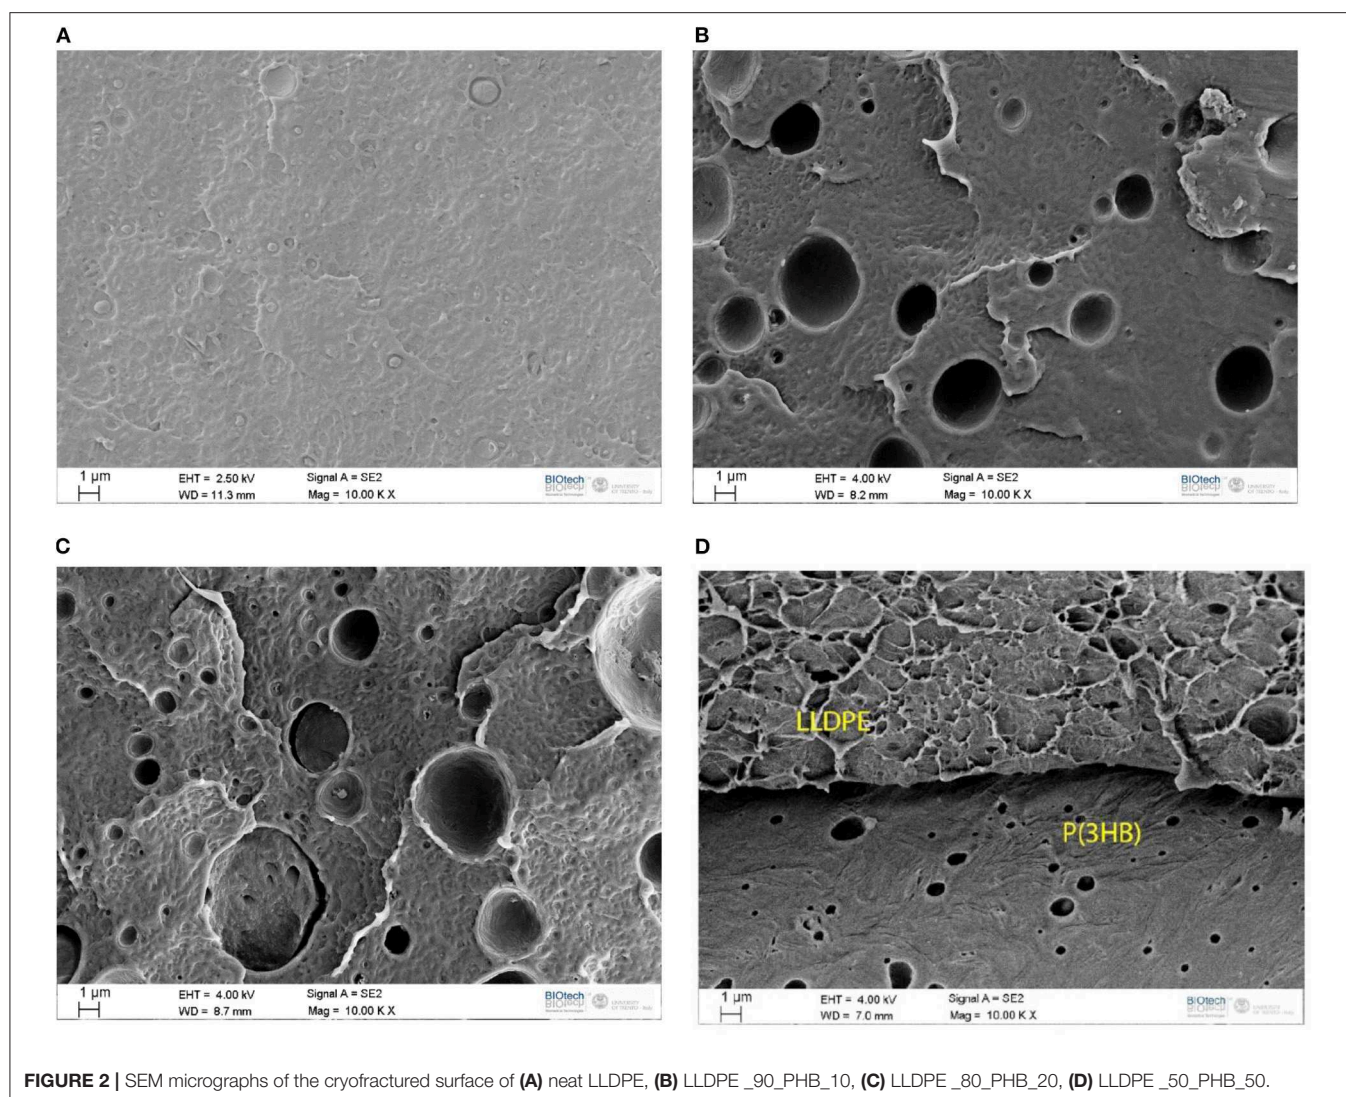 A
B
1 µm
EHT = 2.50 kV
Signal A = SE2
WD = 11.3 mm
Mag = 10.00 K X
BIOtech
1 µm
EHT = 4.00 kV
Signal A = SE2
WD = 8.2 mm
Mag = 10.00 K X
BIOtech
C
D
1 µm
EHT = 4.00 kV
Signal A = SE2
WD = 8.7 mm
Mag = 10.00 K X
BIOtech
LLDPE
P(3HB)
1 µm
EHT = 4.00 kV
Signal A = SE2
WD = 7.0 mm
Mag = 10.00 K X
BIOtech
FIGURE 2 | SEM micrographs of the cryofractured surface of (A) neat LLDPE, (B) LLDPE _90_PHB_10, (C) LLDPE _80_PHB_20, (D) LLDPE _50_PHB_50.